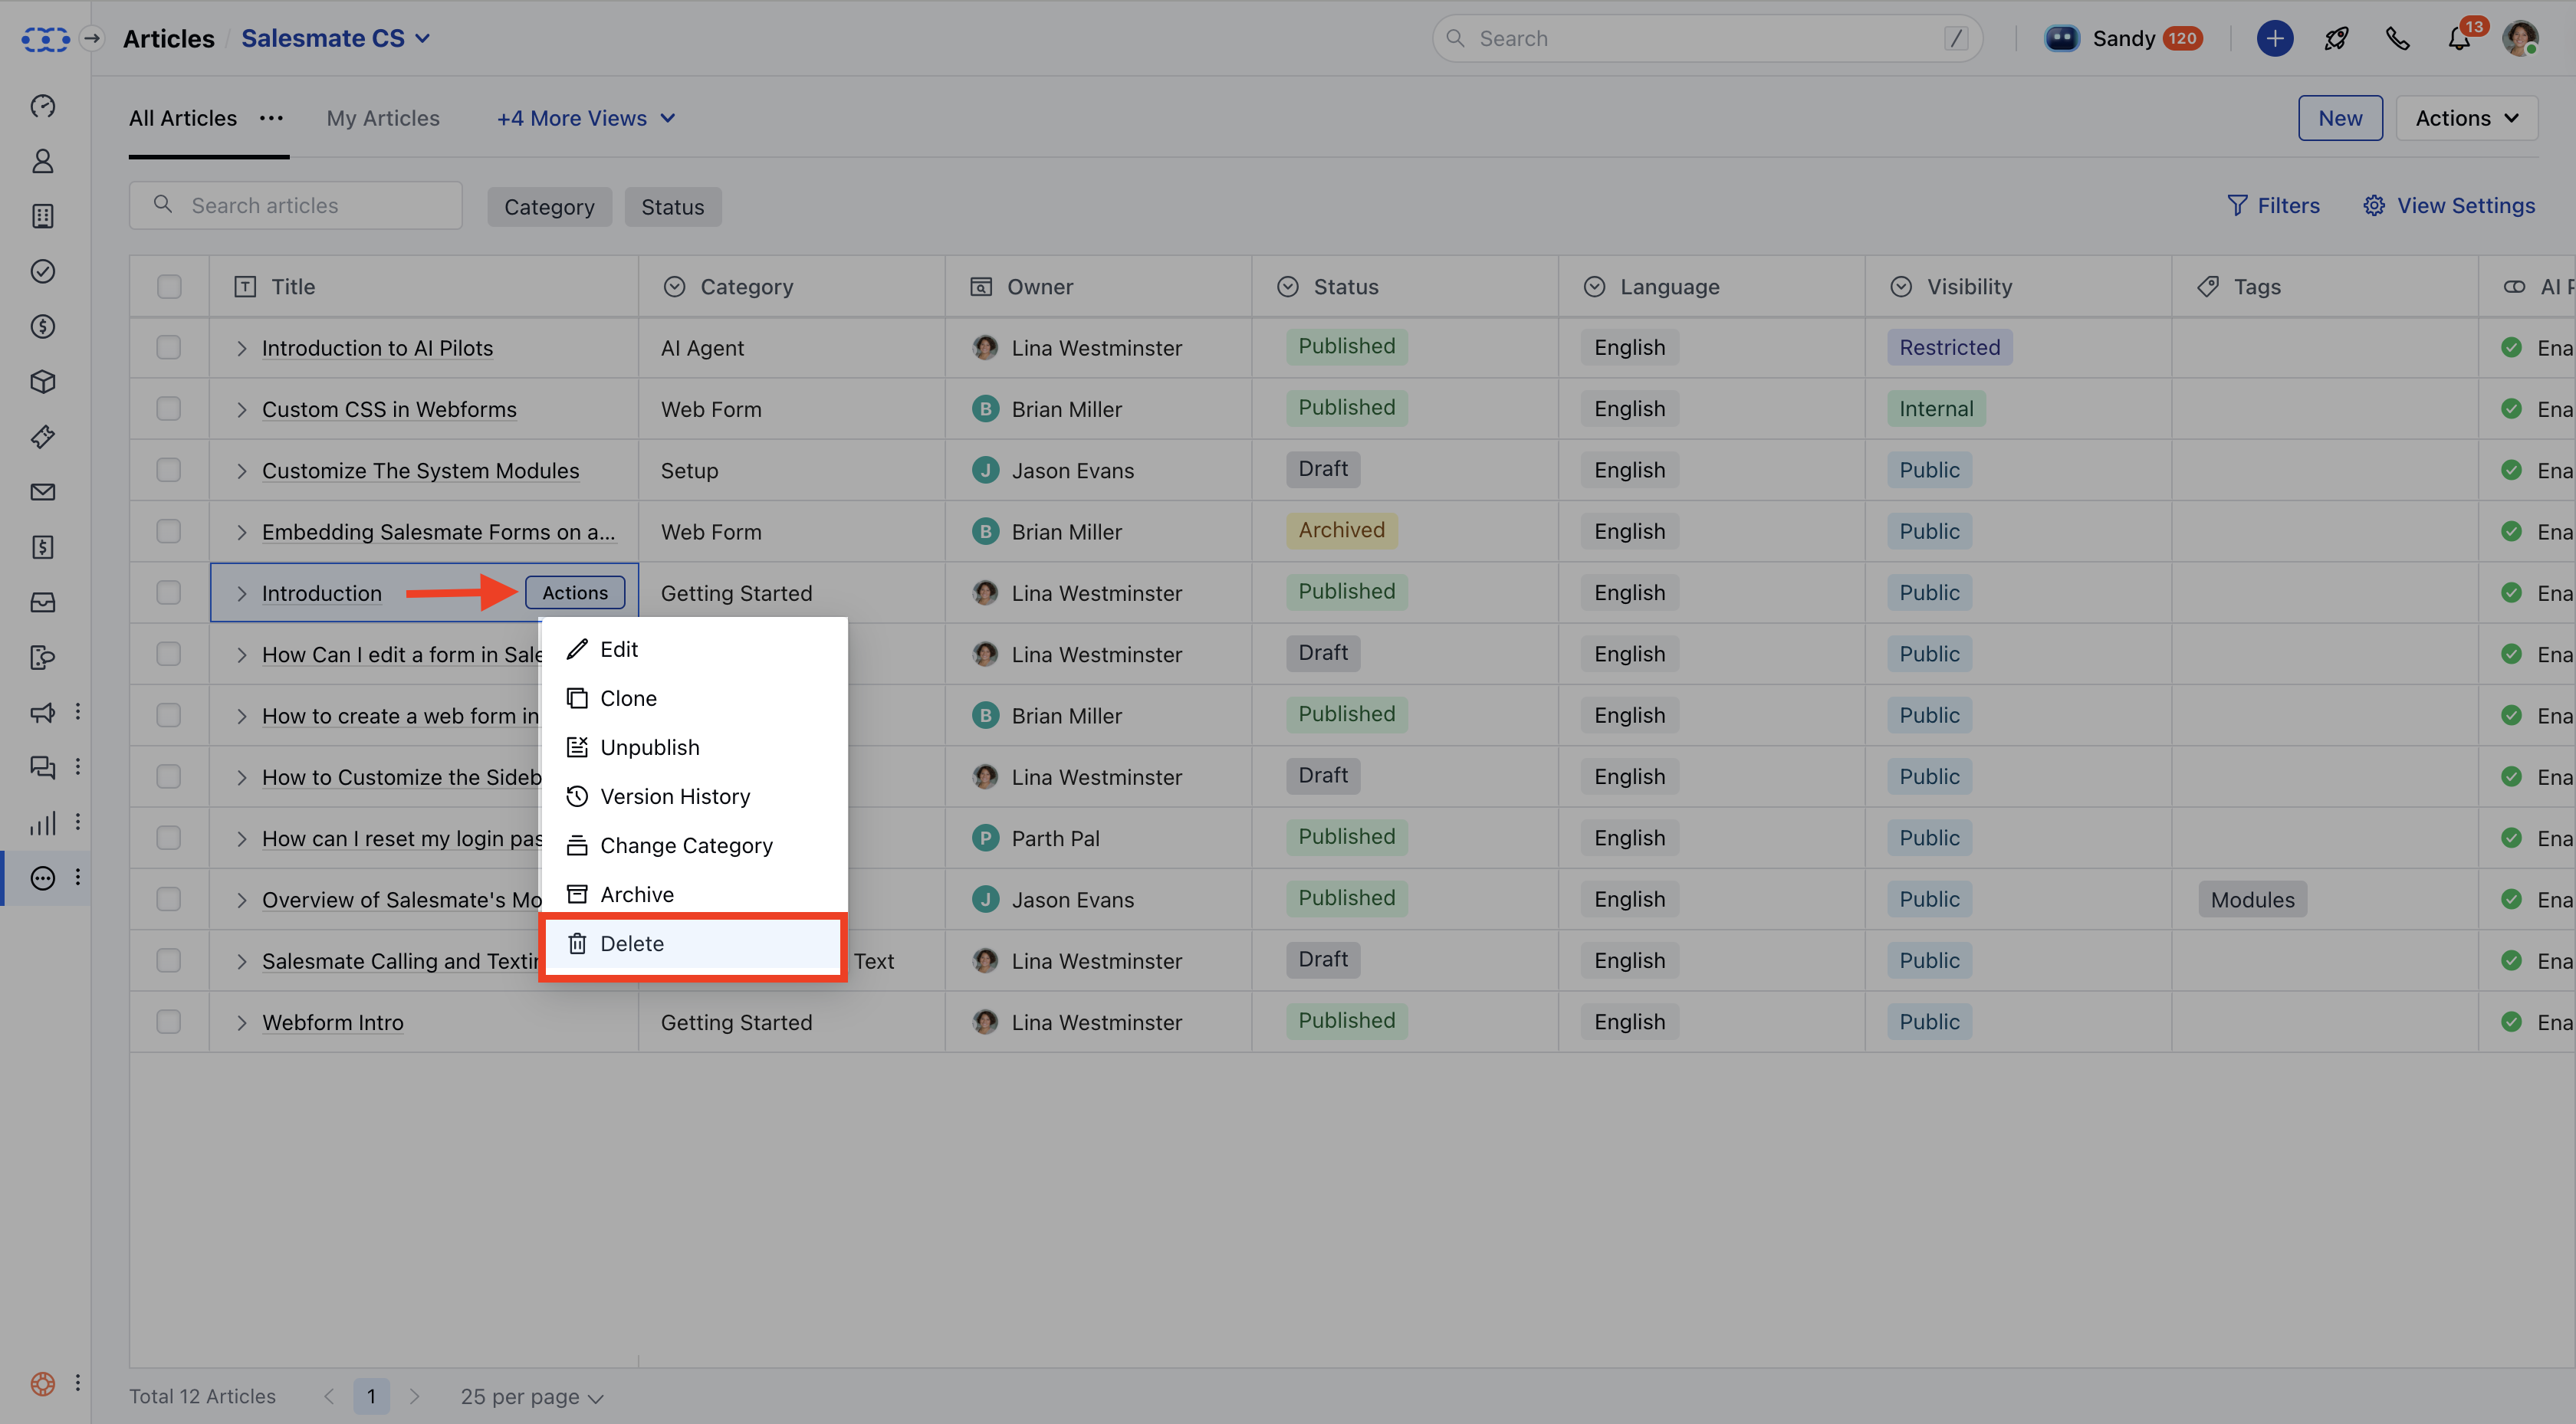 Articles / Salesmate CS
Search /
Sandy 120
13
All Articles ••• My Articles +4 More Views
New Actions
Search articles Category Status
Filters View Settings
Title Category Owner Status Language Visibility Tags AI
Introduction to AI Pilots AI Agent Lina Westminster Published English Restricted Ena
Custom CSS in Webforms Web Form B Brian Miller Published English Internal Ena
Customize The System Modules Setup J Jason Evans Draft English Public Ena
Embedding Salesmate Forms on a... Web Form B Brian Miller Archived English Public Ena
Introduction Actions Getting Started Lina Westminster Published English Public Ena
How Can I edit a form in Sale Lina Westminster Draft English Public Ena
How to create a web form in B Brian Miller Published English Public Ena
How to Customize the Sideb Lina Westminster Draft English Public Ena
How can I reset my login pas P Parth Pal Published English Public Ena
Overview of Salesmate's Mo J Jason Evans Published English Public Modules Ena
Salesmate Calling and Textin Text Lina Westminster Draft English Public Ena
Webform Intro Getting Started Lina Westminster Published English Public Ena
Edit
Clone
Unpublish
Version History
Change Category
Archive
Delete
Total 12 Articles 1 25 per page